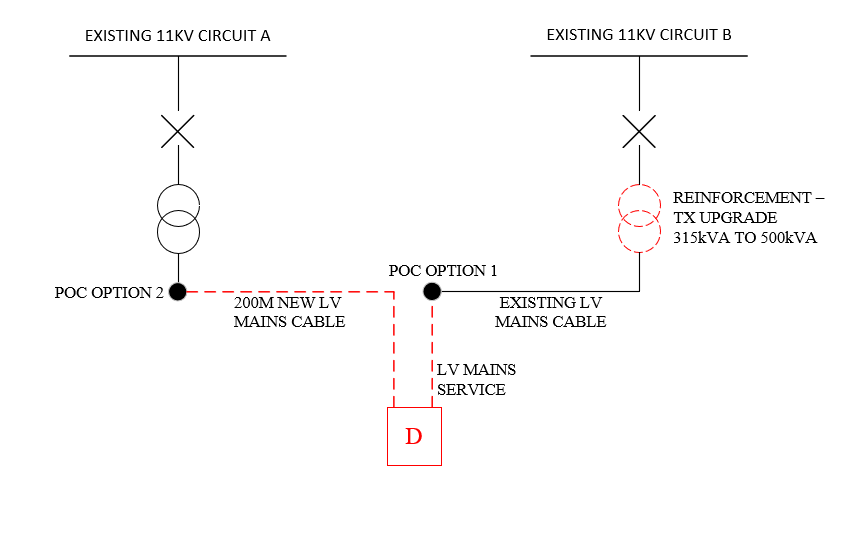 EXISTING 11KV CIRCUIT A
EXISTING 11KV CIRCUIT B
REINFORCEMENT –
TX UPGRADE
315kVA TO 500kVA
POC OPTION 1
POC OPTION 2
200M NEW LV
MAINS CABLE
EXISTING LV
MAINS CABLE
LV MAINS
SERVICE
D